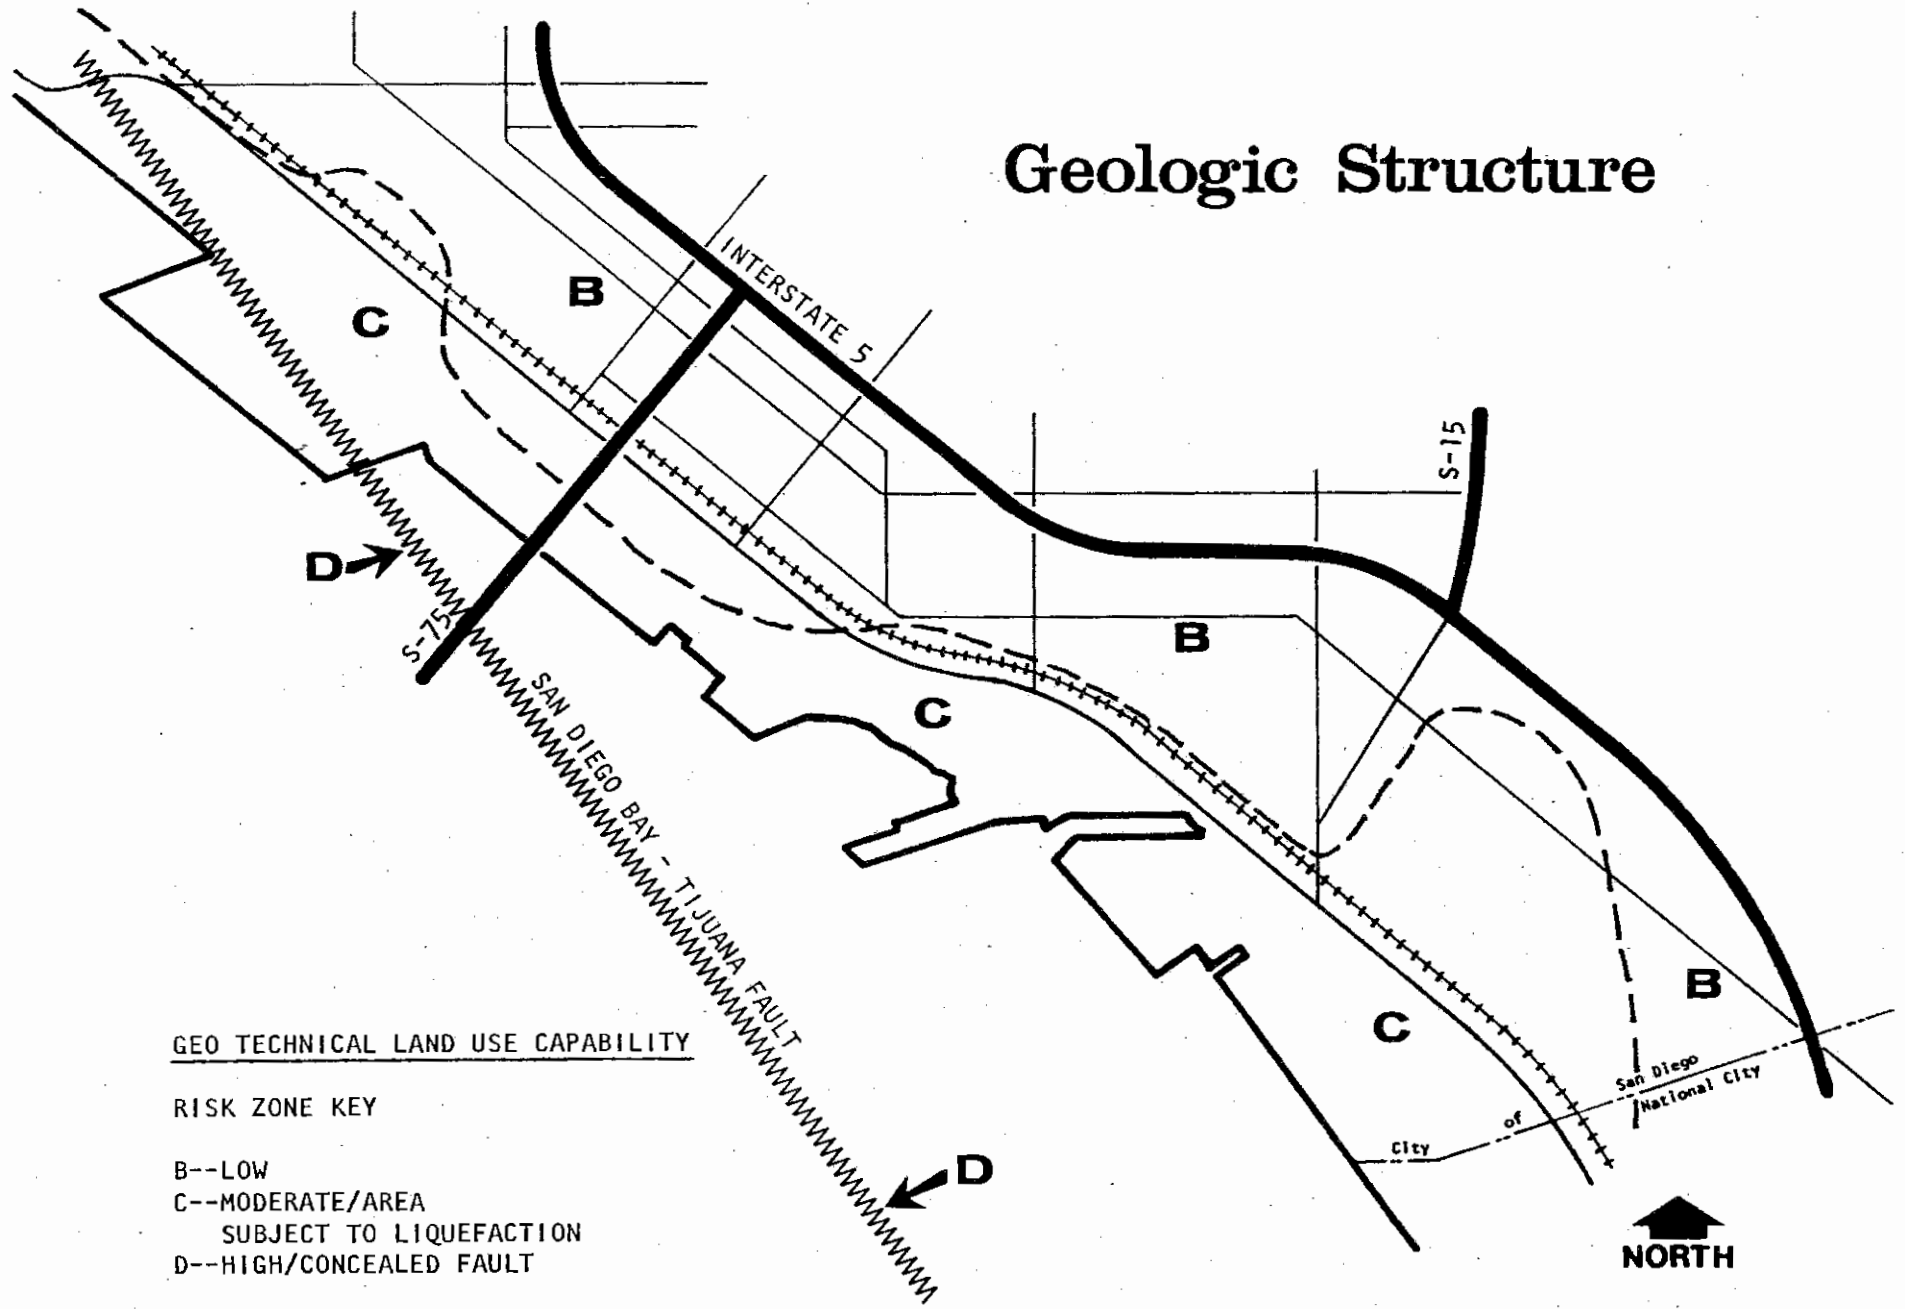 Geologic Structure
INTERSTATE 5
B
C
S-15
D
S-75
B
SAN DIEGO BAY - TIJUANA FAULT
C
B
C
GEO TECHNICAL LAND USE CAPABILITY
San Diego
National City
RISK ZONE KEY
of
City
B--LOW
D
C--MODERATE/AREA
SUBJECT TO LIQUEFACTION
D--HIGH/CONCEALED FAULT
NORTH